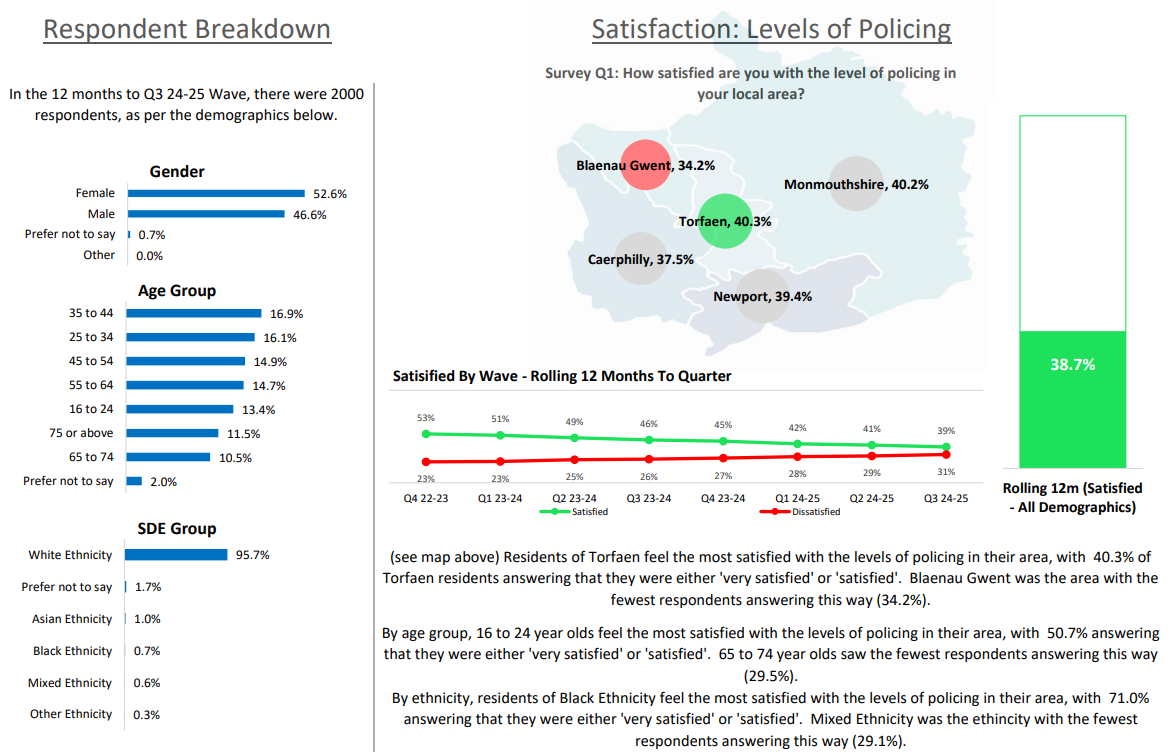 Respondent Breakdown
In the 12 months to Q3 24-25 Wave, there were 2000
respondents, as per the demographics below.
Gender
Female 52.6%
Male 46.6%
Prefer not to say 0.7%
Other 0.0%
Age Group
35 to 44 16.9%
25 to 34 16.1%
45 to 54 14.9%
55 to 64 14.7%
16 to 24 13.4%
75 or above 11.5%
65 to 74 10.5%
Prefer not to say 2.0%
SDE Group
White Ethnicity 95.7%
Prefer not to say 1.7%
Asian Ethnicity 1.0%
Black Ethnicity 0.7%
Mixed Ethnicity 0.6%
Other Ethnicity 0.3%
Satisfaction: Levels of Policing
Survey Q1: How satisfied are you with the level of policing in
your local area?
Blaenau Gwent, 34.2%
Monmouthshire, 40.2%
Torfaen, 40.3%
Caerphilly, 37.5%
Newport, 39.4%
Satisfied By Wave - Rolling 12 Months To Quarter
53% 51% 49% 46% 45% 42% 41% 39%
23% 23% 25% 26% 27% 28% 29% 31%
Q4 22-23 Q1 23-24 Q2 23-24 Q3 23-24 Q4 23-24 Q1 24-25 Q2 24-25 Q3 24-25
Satisfied Dissatisfied
38.7%
Rolling 12m (Satisfied
- All Demographics)
(see map above) Residents of Torfaen feel the most satisfied with the levels of policing in their area, with 40.3% of
Torfaen residents answering that they were either 'very satisfied' or 'satisfied'. Blaenau Gwent was the area with the
fewest respondents answering this way (34.2%).
By age group, 16 to 24 year olds feel the most satisfied with the levels of policing in their area, with 50.7% answering
that they were either 'very satisfied' or 'satisfied'. 65 to 74 year olds saw the fewest respondents answering this way
(29.5%).
By ethnicity, residents of Black Ethnicity feel the most satisfied with the levels of policing in their area, with 71.0%
answering that they were either 'very satisfied' or 'satisfied'. Mixed Ethnicity was the ethincity with the fewest
respondents answering this way (29.1%).